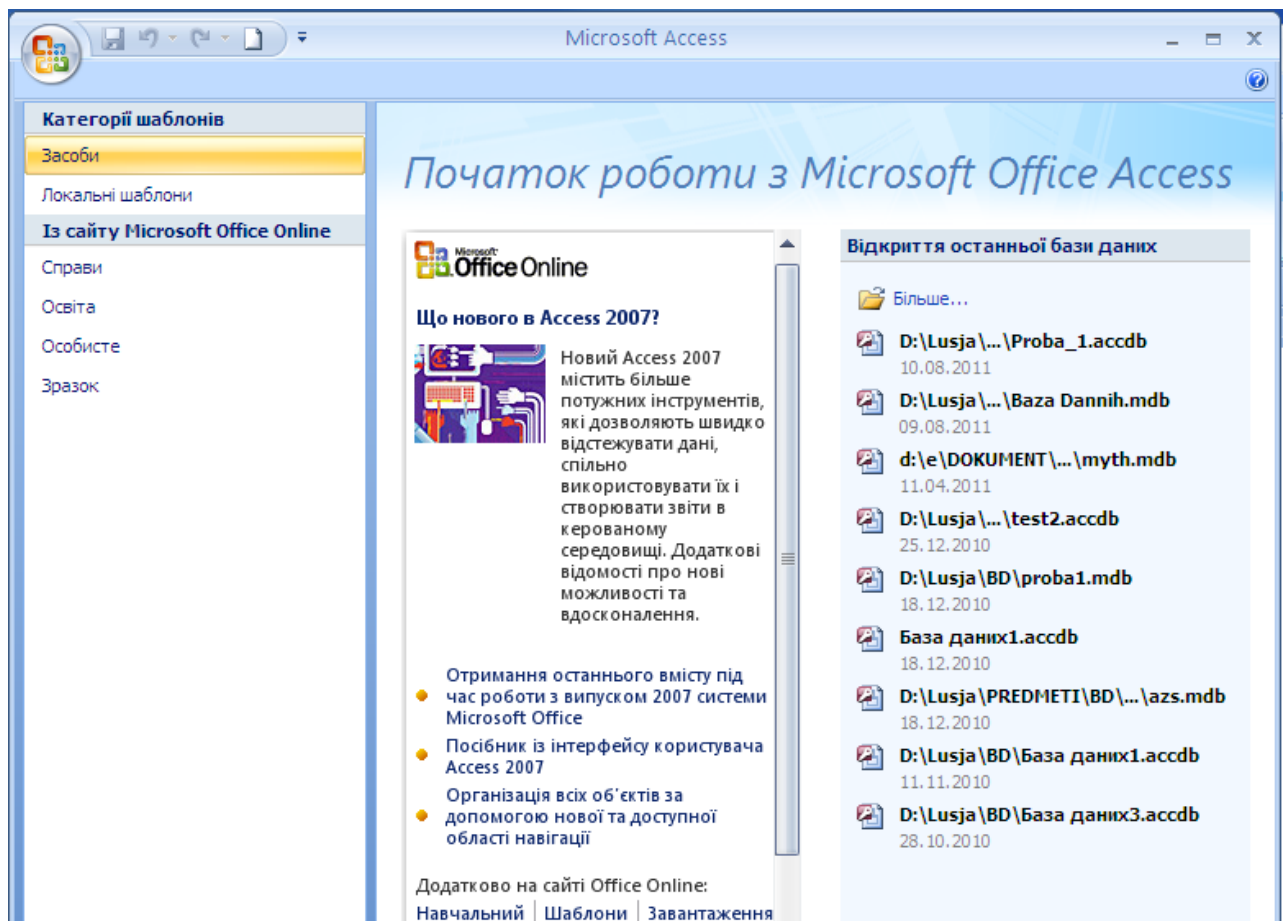 Microsoft Access
Категорії шаблонів
Засоби
Локальні шаблони
Із сайту Microsoft Office Online
Справи
Освіта
Особисте
Зразок
Початок роботи з Microsoft Office Access
Microsoft
Office Online
Що нового в Access 2007?
Новий Access 2007
містить більше
потужних інструментів,
які дозволяють швидко
відстежувати дані,
спільно
використовувати їх і
створювати звіти в
керованому
середовищі. Додаткові
відомості про нові
можливості та
вдосконалення.
Отримання останнього вмісту під
час роботи з випуском 2007 системи
Microsoft Office
Посібник із інтерфейсу користувача
Access 2007
Організація всіх об'єктів за
допомогою нової та доступної
області навігації
Додатково на сайті Office Online:
Навчальний | Шаблони | Завантаження
Відкриття останньої бази даних
Більше...
D:\Lusja\...\Proba_1.accdb
10.08.2011
D:\Lusja\...\Baza Dannih.mdb
09.08.2011
d:\e\DOKUMENT\...\myth.mdb
11.04.2011
D:\Lusja\...\test2.accdb
25.12.2010
D:\Lusja\BD\proba1.mdb
18.12.2010
База даних1.accdb
18.12.2010
D:\Lusja\PREDMETI\BD\...\azs.mdb
18.12.2010
D:\Lusja\BD\База даних1.accdb
11.11.2010
D:\Lusja\BD\База даних3.accdb
28.10.2010